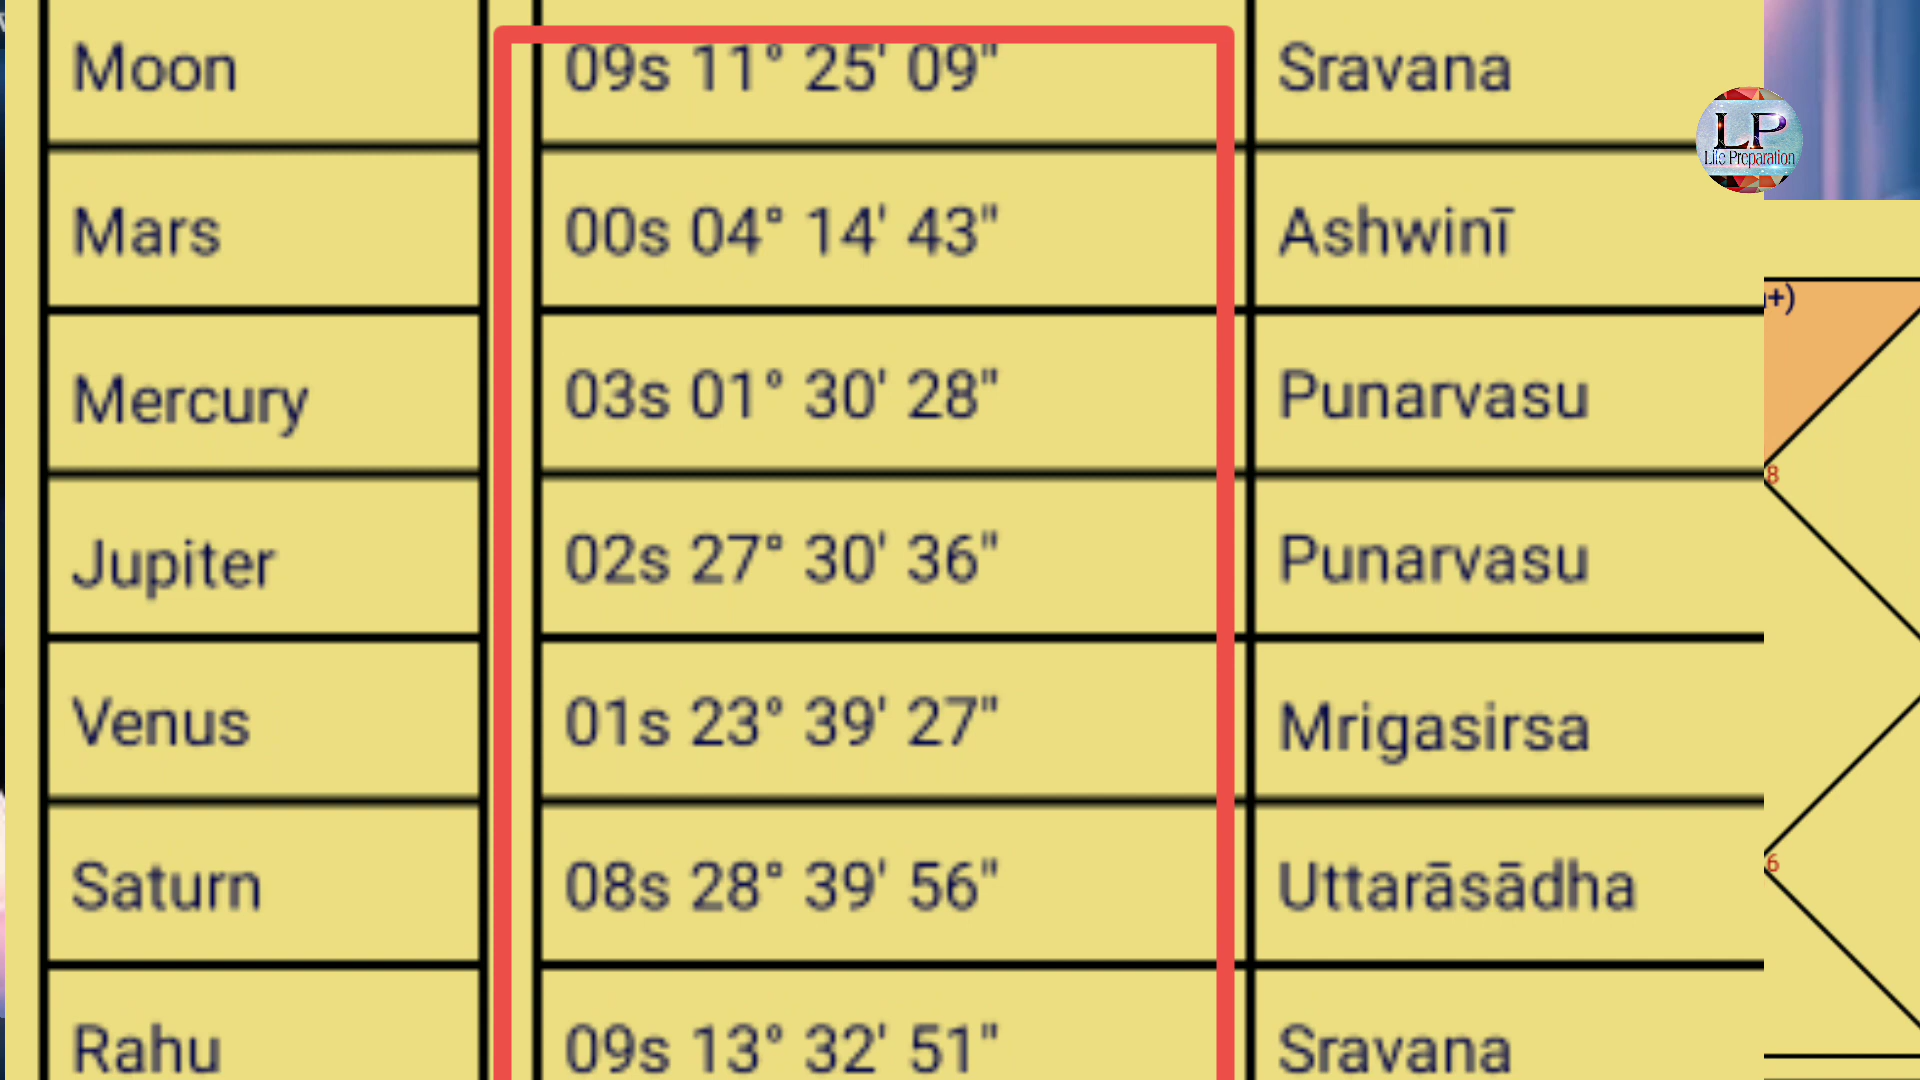 Moon 09s 11° 25' 09" Sravana
LP
Life Preparation
Mars 00s 04° 14' 43" Ashwinī
+)
Mercury 03s 01° 30' 28" Punarvasu
8
Jupiter 02s 27° 30' 36" Punarvasu
Venus 01s 23° 39' 27" Mrigasirsa
6
Saturn 08s 28° 39' 56" Uttarāsādha
Rahu 09s 13° 32' 51" Sravana